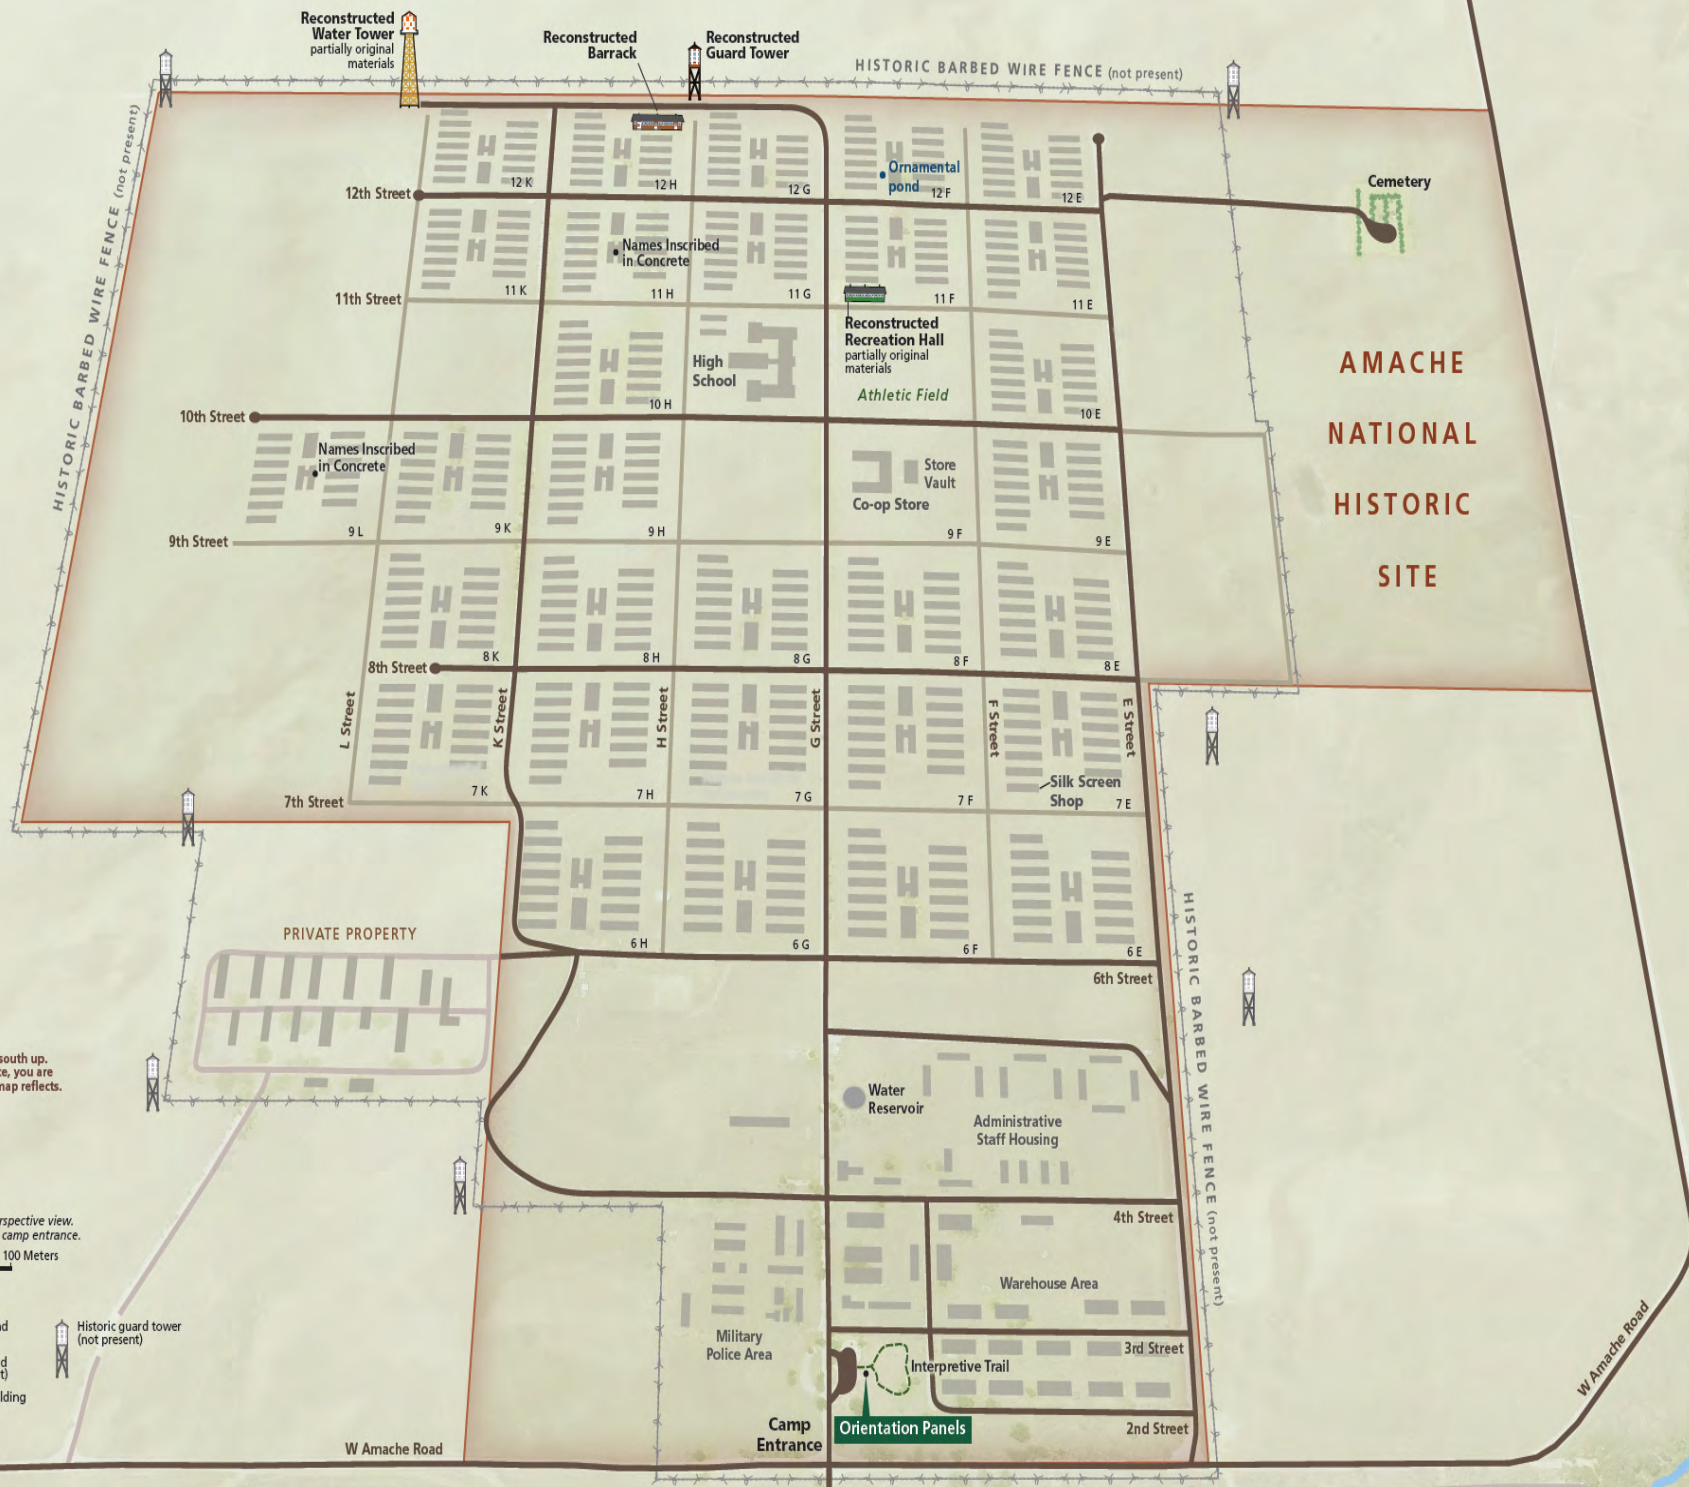 Reconstructed
Water Tower
partially original
materials
Reconstructed
Barrack
Reconstructed
Guard Tower
HISTORIC BARBED WIRE FENCE (not present)
HISTORIC BARBED WIRE FENCE (not present)
12 K
12 H
12 G
Ornamental
pond
12 F
12 E
12th Street
Cemetery
Names Inscribed
in Concrete
11 K
11 H
11 G
11 F
11 E
11th Street
Reconstructed
Recreation Hall
partially original
materials
High
School
Athletic Field
10 H
10 E
10th Street
AMACHE
NATIONAL
HISTORIC
SITE
Names Inscribed
in Concrete
Store
Vault
Co-op Store
9 L
9 K
9 H
9 F
9 E
9th Street
8 K
8 H
8 G
8 F
8 E
8th Street
L Street
K Street
H Street
G Street
F Street
E Street
Silk Screen
Shop
7 K
7 H
7 G
7 F
7 E
7th Street
6 H
6 G
6 F
6 E
6th Street
PRIVATE PROPERTY
HISTORIC BARBED WIRE FENCE (not present)
south up.
ce, you are
map reflects.
Water
Reservoir
Administrative
Staff Housing
4th Street
rspective view.
camp entrance.
100 Meters
Warehouse Area
nd
Historic guard tower
(not present)
d
t)
lding
Military
Police Area
3rd Street
Interpretive Trail
Orientation Panels
Camp
Entrance
2nd Street
W Amache Road
W Amache Road